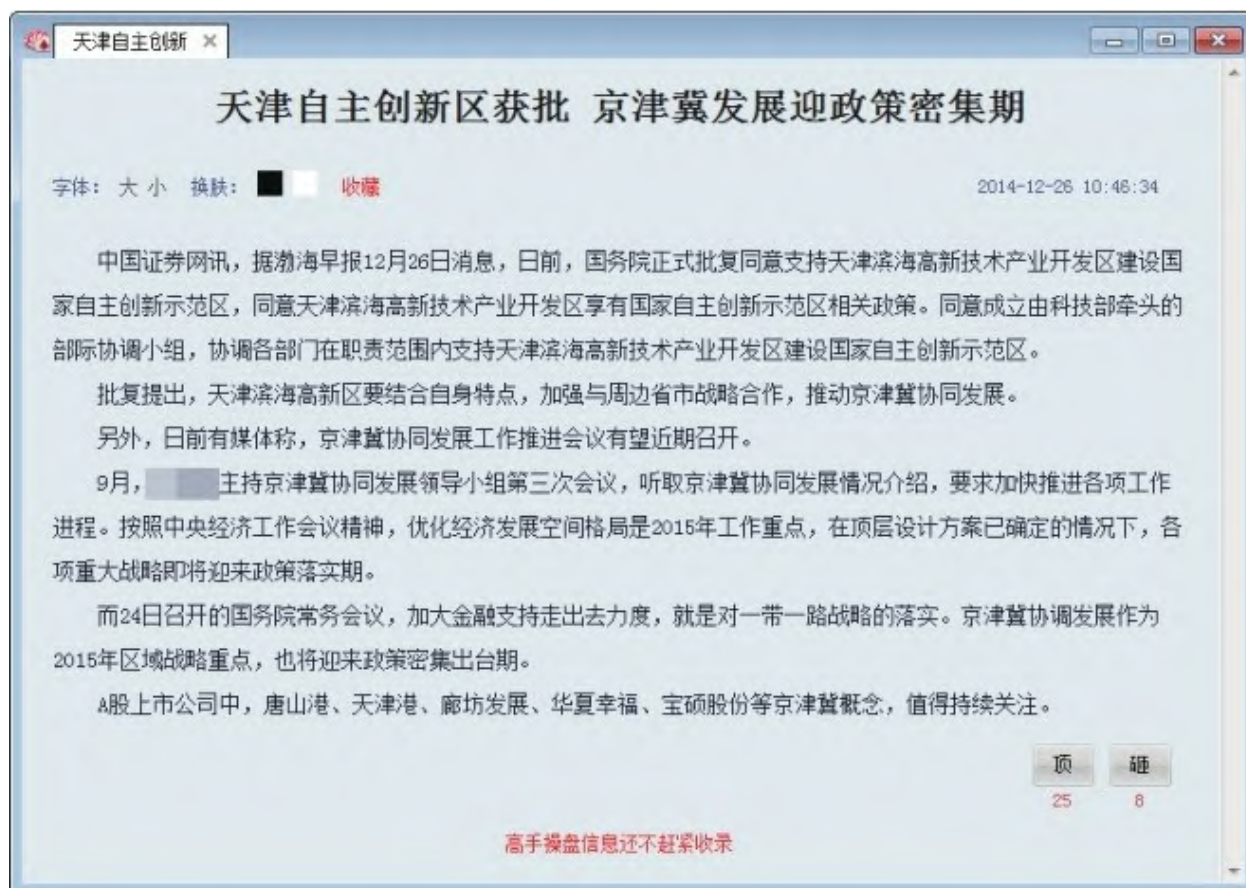 天津自主创新 ×
天津自主创新区获批 京津冀发展迎政策密集期
字体： 大 小 换肤： 收藏 2014-12-26 10:46:34
中国证券网讯，据渤海早报12月26日消息，日前，国务院正式批复同意支持天津滨海高新技术产业开发区建设国
家自主创新示范区，同意天津滨海高新技术产业开发区享有国家自主创新示范区相关政策。同意成立由科技部牵头的
部际协调小组，协调各部门在职责范围内支持天津滨海高新技术产业开发区建设国家自主创新示范区。
批复提出，天津滨海高新区要结合自身特点，加强与周边省市战略合作，推动京津冀协同发展。
另外，日前有媒体称，京津冀协同发展工作推进会议有望近期召开。
9月，主持京津冀协同发展领导小组第三次会议，听取京津冀协同发展情况介绍，要求加快推进各项工作
进程。按照中央经济工作会议精神，优化经济发展空间格局是2015年工作重点，在顶层设计方案已确定的情况下，各
项重大战略即将迎来政策落实期。
而24日召开的国务院常务会议，加大金融支持走出去力度，就是对一带一路战略的落实。京津冀协调发展作为
2015年区域战略重点，也将迎来政策密集出台期。
A股上市公司中，唐山港、天津港、廊坊发展、华夏幸福、宝硕股份等京津冀概念，值得持续关注。
顶 砸
25 8
高手操盘信息还不赶紧收录